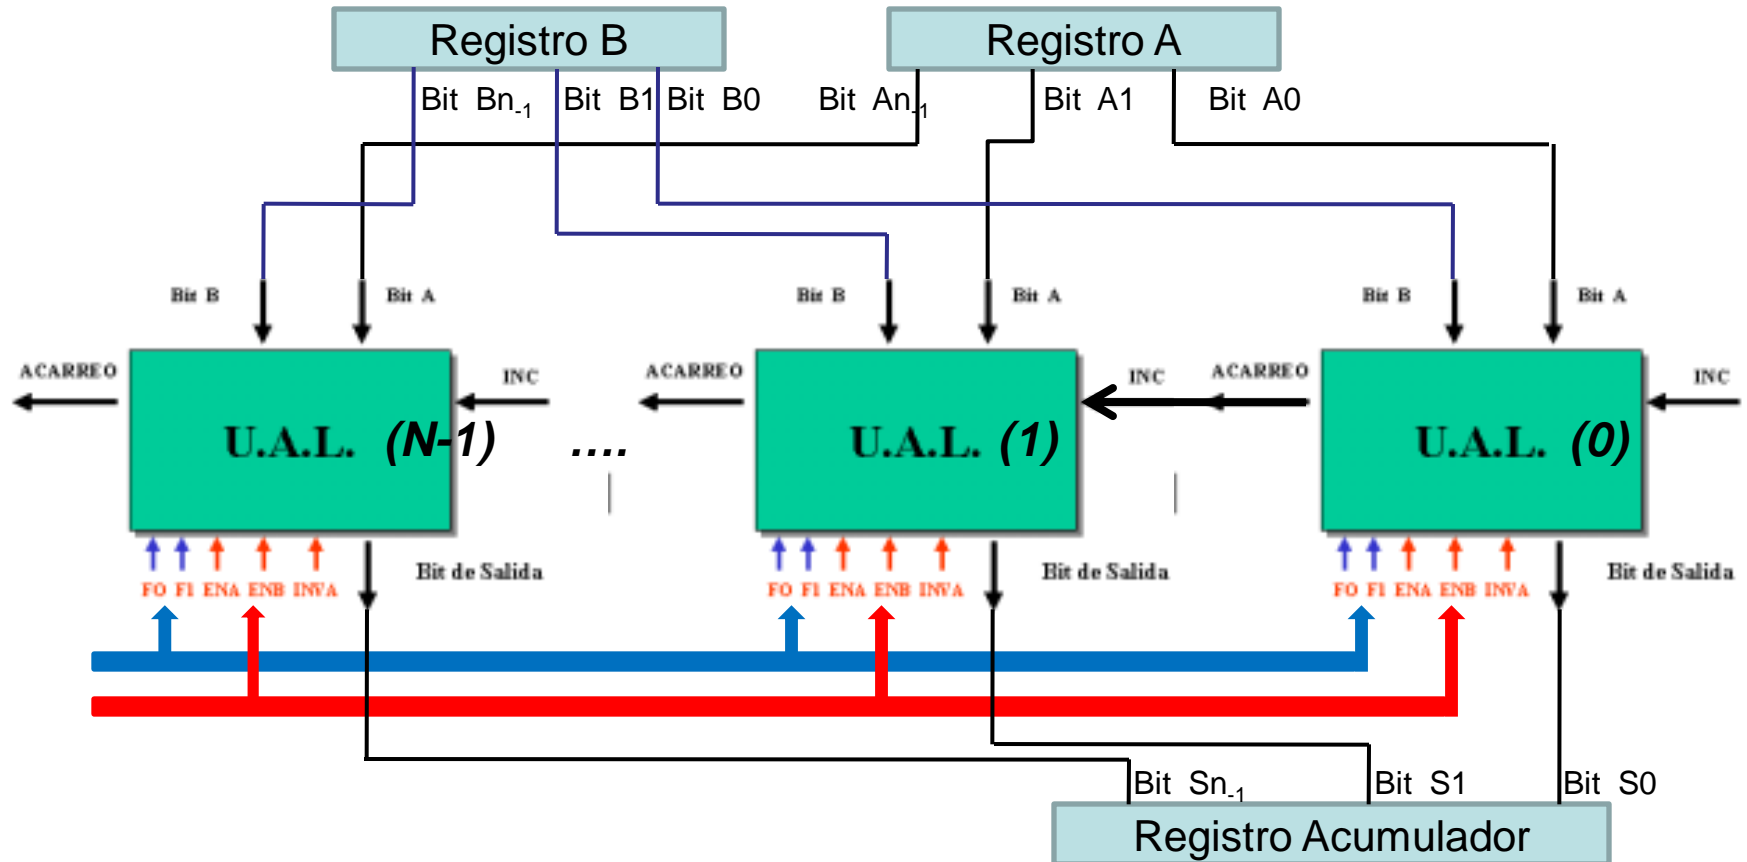 Registro B Registro A
Bit Bn-1 Bit B1 Bit B0 Bit An-1 Bit A1 Bit A0
Bit B Bit A Bit B Bit A Bit B Bit A
ACARREO INC ACARREO INC ACARREO INC
U.A.L. (N-1) .... U.A.L. (1) U.A.L. (0)
Bit de Salida Bit de Salida Bit de Salida
FO F1 ENA ENB INVA FO F1 ENA ENB INVA FO F1 ENA ENB INVA
Bit Sn-1 Bit S1 Bit S0
Registro Acumulador